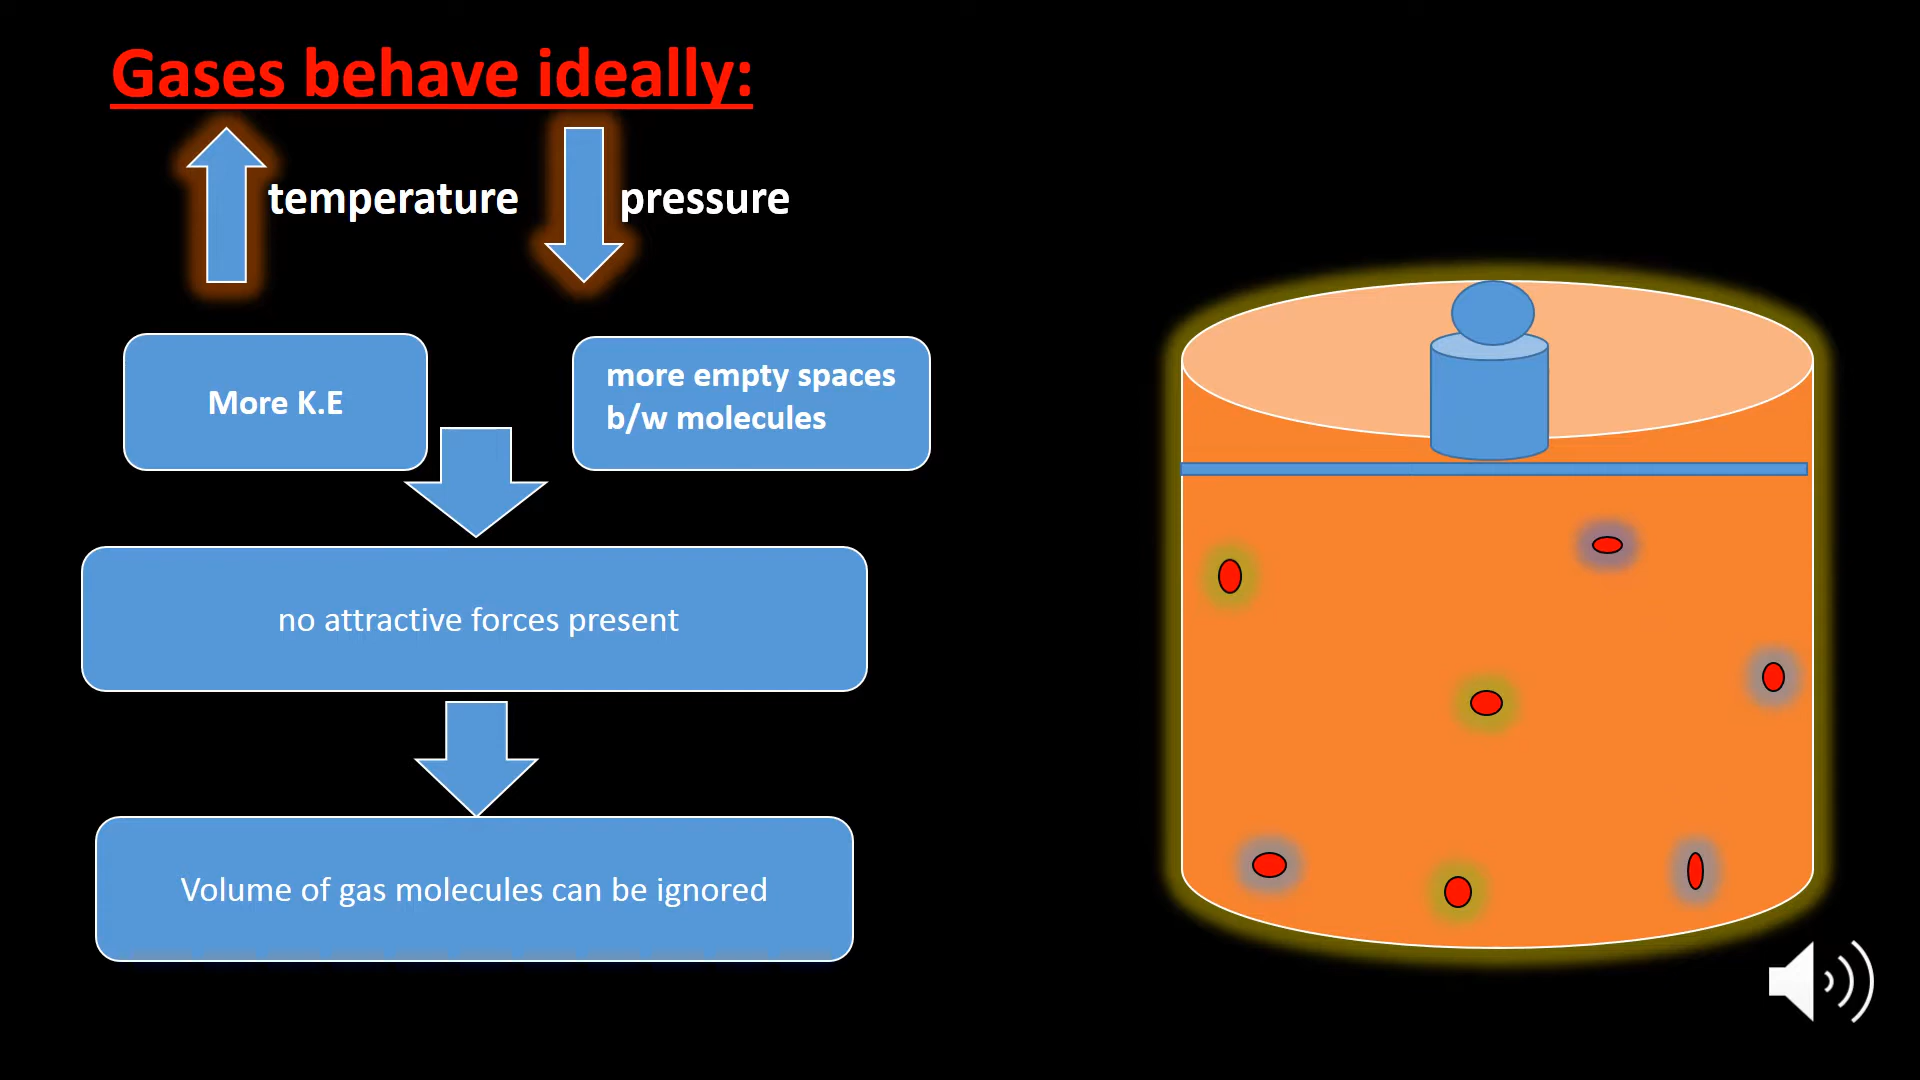 Gases behave ideally:
temperature
pressure
More K.E
more empty spaces
b/w molecules
no attractive forces present
Volume of gas molecules can be ignored